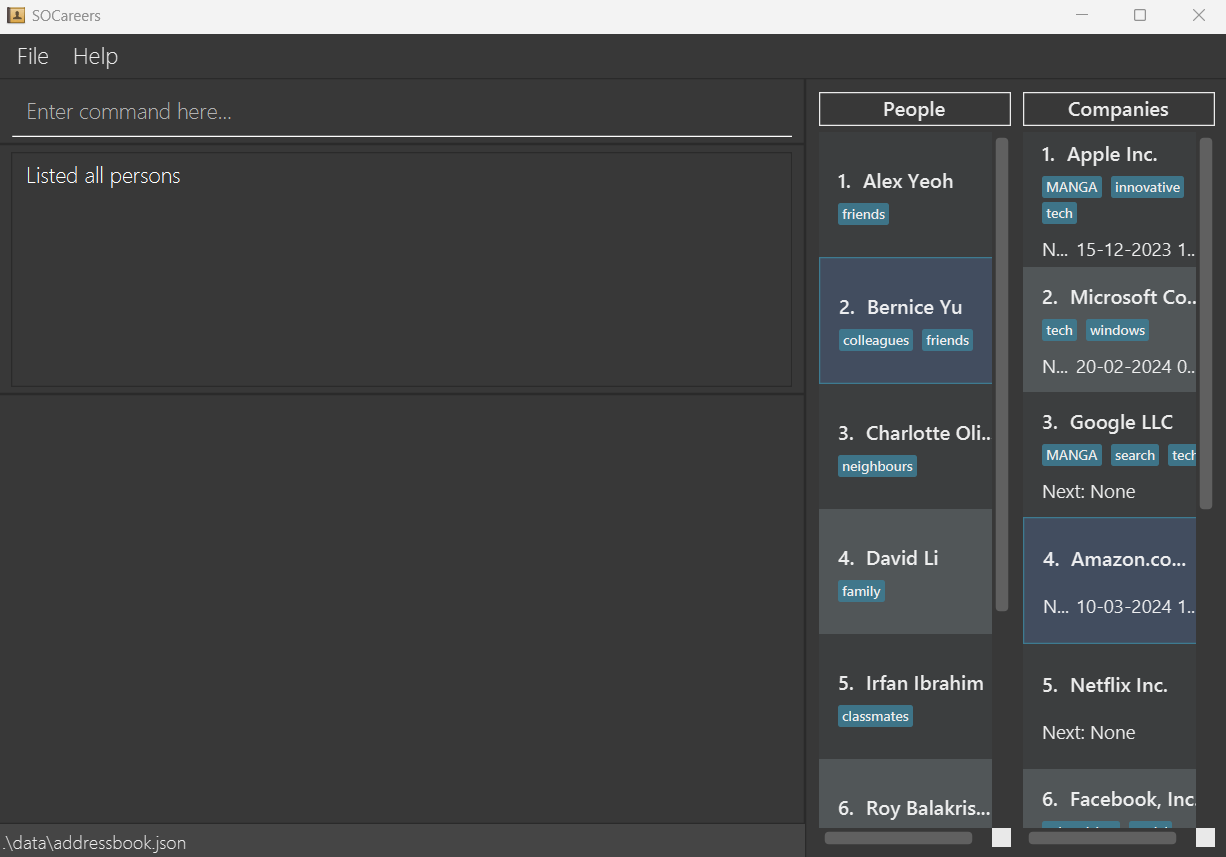 SOCareers
File Help
Enter command here...
Listed all persons
.\data\addressbook.json
People
1. Alex Yeoh
friends
2. Bernice Yu
colleagues friends
3. Charlotte Oli...
neighbours
4. David Li
family
5. Irfan Ibrahim
classmates
6. Roy Balakris...
Companies
1. Apple Inc.
MANGA innovative
tech
N... 15-12-2023 1...
2. Microsoft Co...
tech windows
N... 20-02-2024 0...
3. Google LLC
MANGA search tech
Next: None
4. Amazon.co...
N... 10-03-2024 1...
5. Netflix Inc.
Next: None
6. Facebook, Inc.